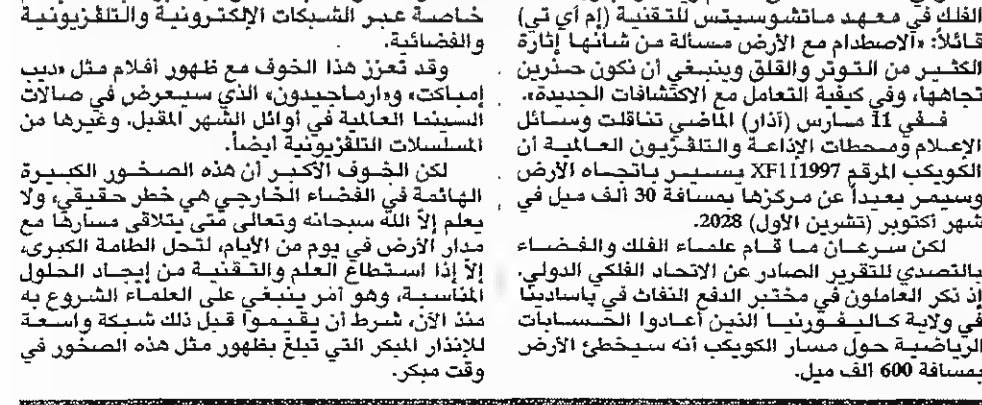 الفلك في معهد ماتشوسيتس للتقنية (إم أي تي)
قائلاً: «الاصطدام مع الأرض مسألة من شأنها إثارة
الكثير من التوتر والقلق وينبغي أن نكون حذرين
تجاهها، وفي كيفية التعامل مع الاكتشافات الجديدة».
ففي 11 مارس (آذار) الماضي تناقلت وسائل
الإعلام ومحطات الإذاعة والتلفزيون العالمية أن
الكويكب المرقم XF111997 يسير باتجاه الأرض
وسيمر بعيداً عن مركزها بمسافة 30 الف ميل في
شهر أكتوبر (تشرين الأول) 2028.
لكن سرعان ما قام علماء الفلك والفضاء
بالتصدي للتقرير الصادر عن الاتحاد الفلكي الدولي.
إذ ذكر العاملون في مختبر الدفع النفاث في باسادينا
في ولاية كاليفورنيا الذين أعادوا الحسابات
الرياضية حول مسار الكويكب أنه سيخطئ الأرض
بمسافة 600 الف ميل.
خاصة عبر الشبكات الإلكترونية والتلفزيونية
والفضائية.
وقد تعزز هذا الخوف مع ظهور أفلام مثل «ديب
إمباكت» و«ارماجيدون» الذي سيعرض في صالات
السينما العالمية في أوائل الشهر المقبل. وغيرها من
المسلسلات التلفزيونية أيضاً.
لكن الخوف الأكبر أن هذه الصخور الكبيرة
الهائمة في الفضاء الخارجي هي خطر حقيقي، ولا
يعلم إلاّ الله سبحانه وتعالى متى يتلاقى مسارها مع
مدار الأرض في يوم من الأيام، لتحل الطامة الكبرى،
إلاّ إذا استطاع العلم والتقنية من إيجاد الحلول
المناسبة، وهو أمر ينبغي على العلماء الشروع به
منذ الآن، شرط أن يقيموا قبل ذلك شبكة واسعة
للإنذار المبكر التي تبلغ بظهور مثل هذه الصخور في
وقت مبكر.